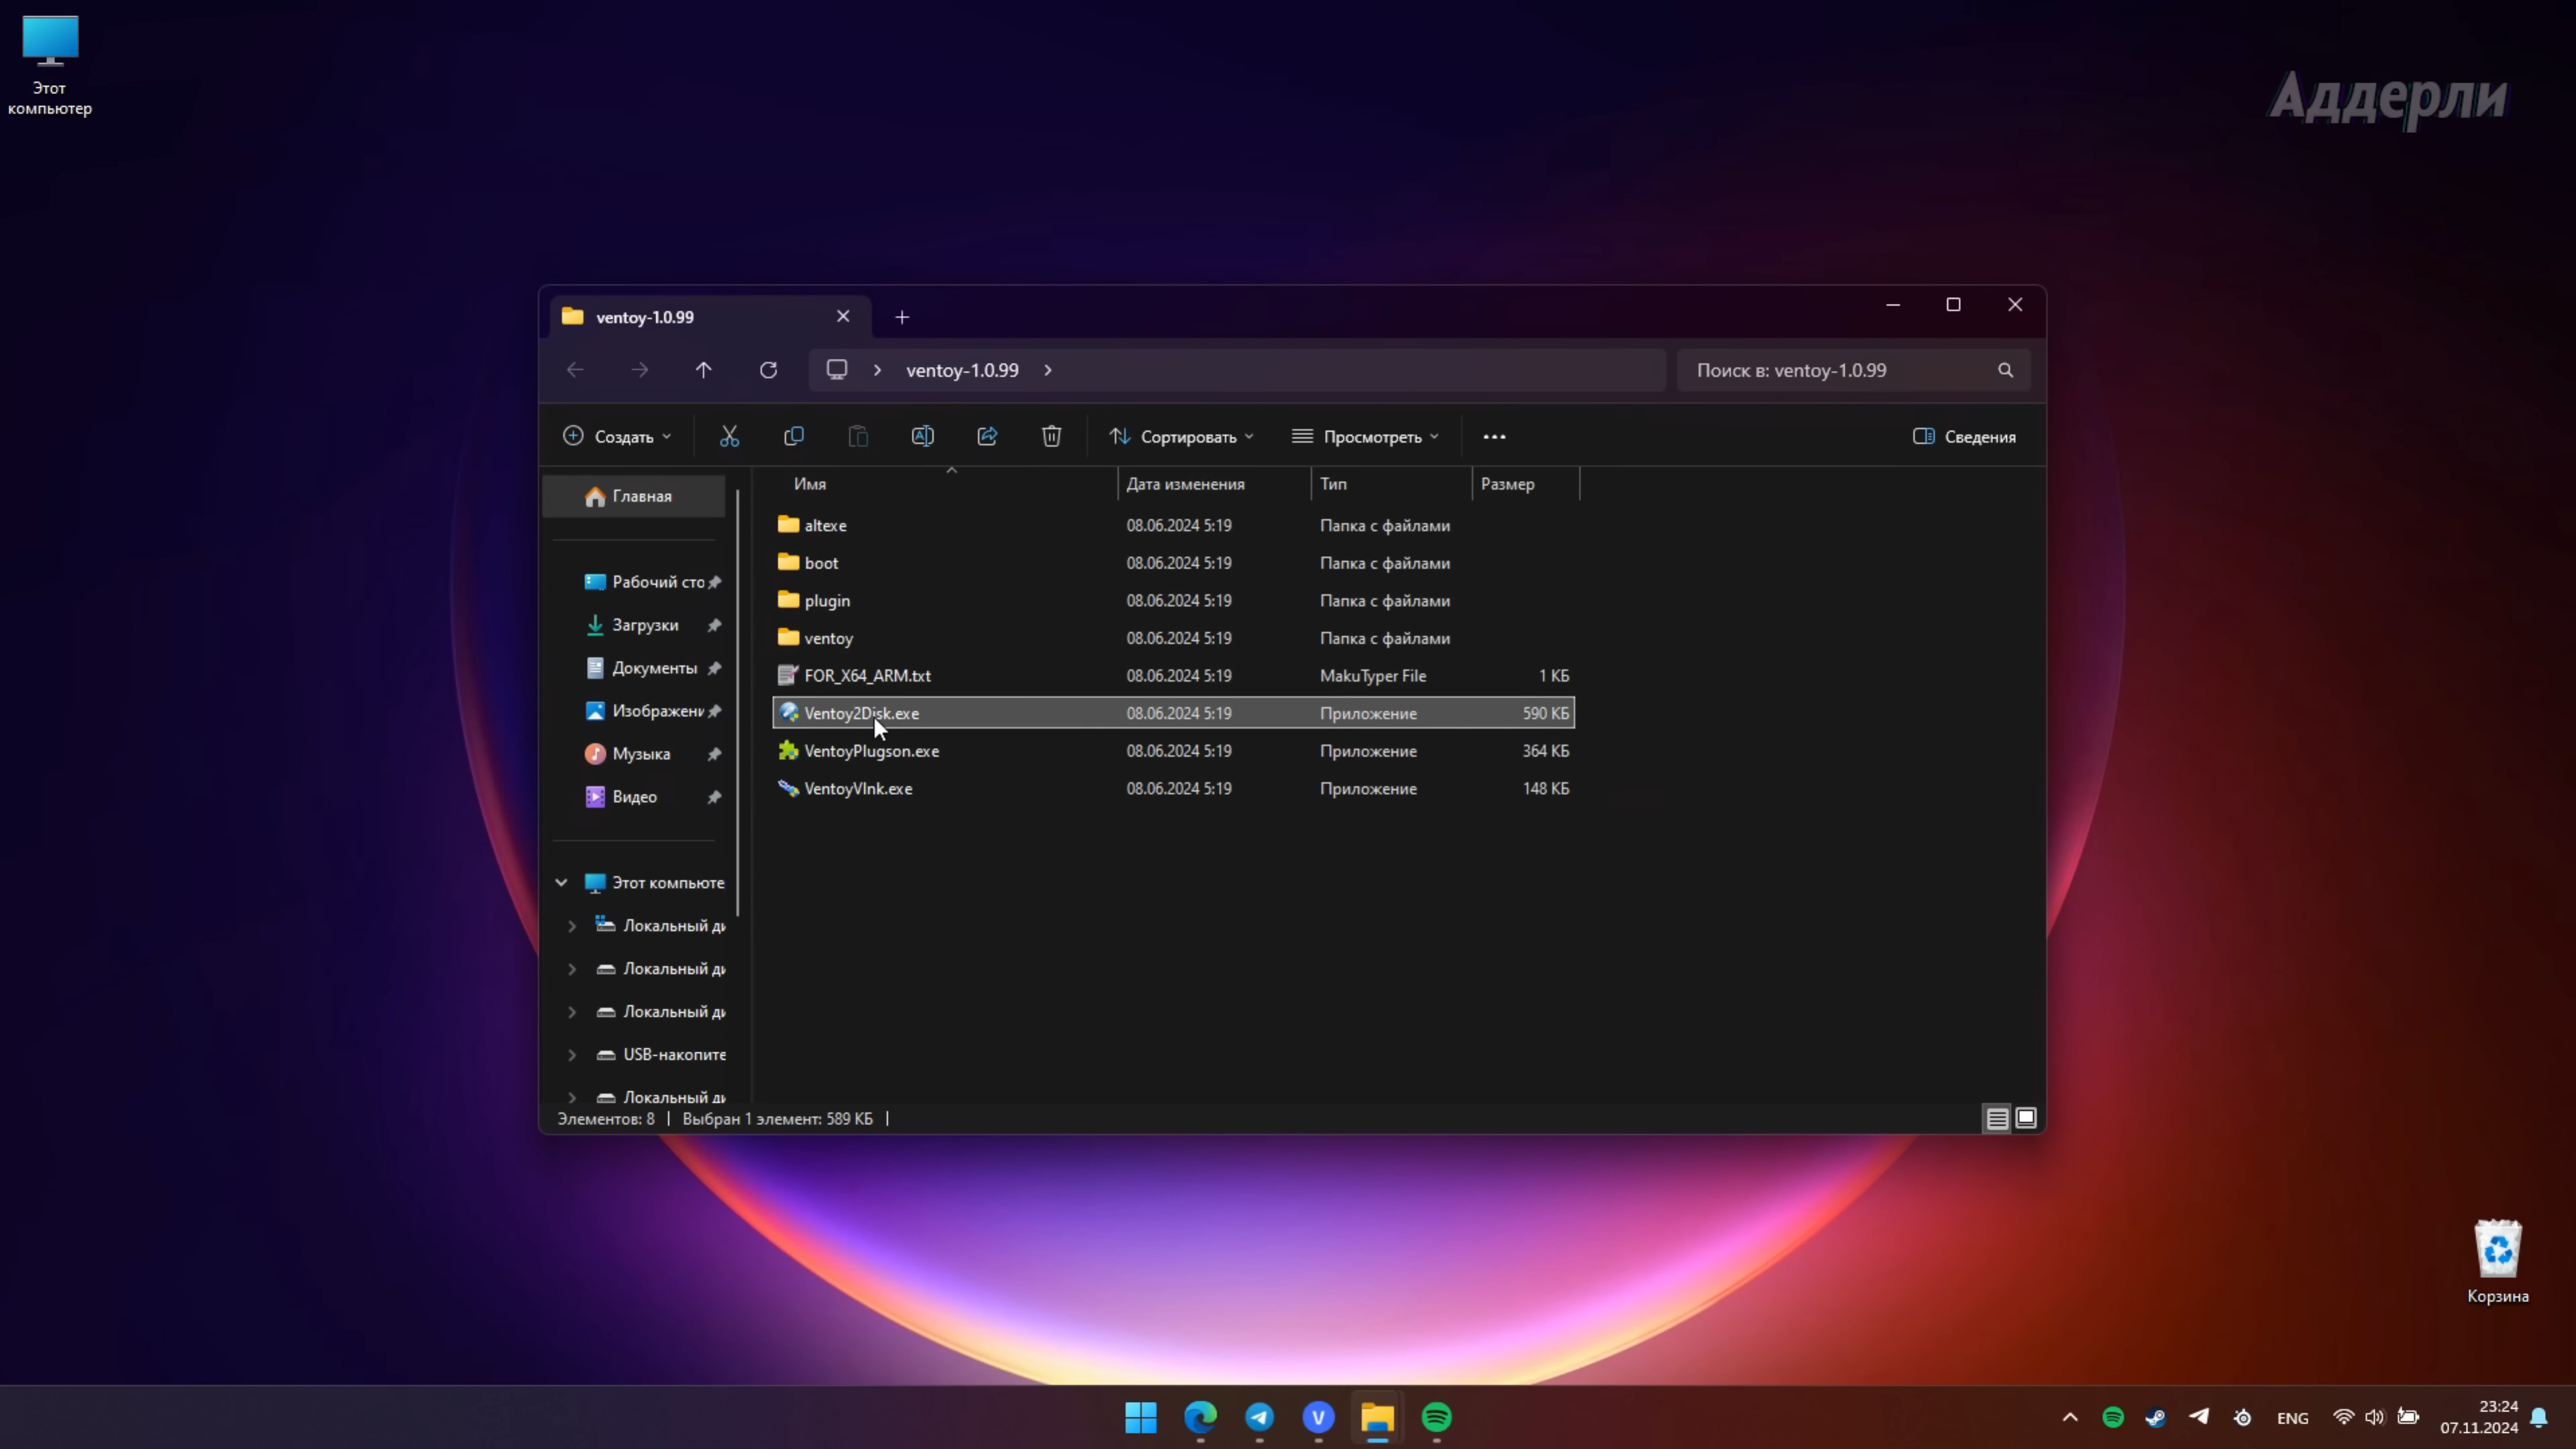 Этот
компьютер
Аддерли
ventoy-1.0.99
ventoy-1.0.99
Поиск в: ventoy-1.0.99
Создать
Сортировать
Просмотреть
Сведения
Имя
Дата изменения
Тип
Размер
Главная
Рабочий сто
Загрузки
Документы
Изображени
Музыка
Видео
Этот компьюте
Локальный ди
Локальный ди
Локальный ди
USB-накопите
Локальный ди
altexe 08.06.2024 5:19 Папка с файлами
boot 08.06.2024 5:19 Папка с файлами
plugin 08.06.2024 5:19 Папка с файлами
ventoy 08.06.2024 5:19 Папка с файлами
FOR_X64_ARM.txt 08.06.2024 5:19 MakuTyper File 1 КБ
Ventoy2Disk.exe 08.06.2024 5:19 Приложение 590 КБ
VentoyPlugson.exe 08.06.2024 5:19 Приложение 364 КБ
VentoyVlnk.exe 08.06.2024 5:19 Приложение 148 КБ
Элементов: 8 | Выбран 1 элемент: 589 КБ |
Корзина
ENG
23:24
07.11.2024